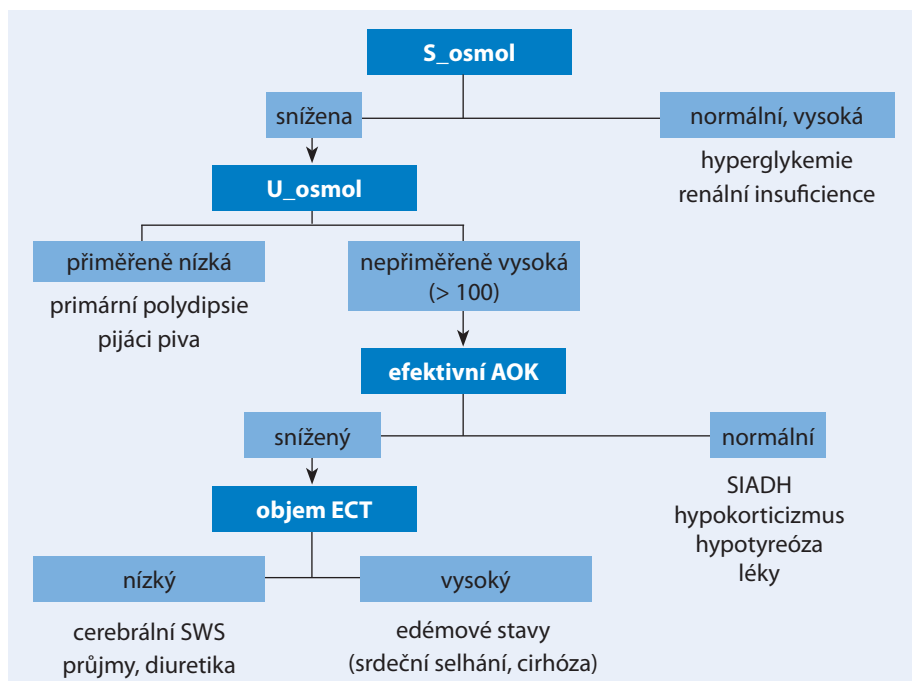 S_osmol
snížena
normální, vysoká
hyperglykemie
renální insuficience
U_osmol
přiměřeně nízká
primární polydipsie
pijáci piva
nepřiměřeně vysoká
(> 100)
efektivní AOK
snížený
normální
SIADH
hypokorticizmus
hypotyreóza
léky
objem ECT
nízký
cerebrální SWS
průjmy, diuretika
vysoký
edémové stavy
(srdeční selhání, cirhóza)